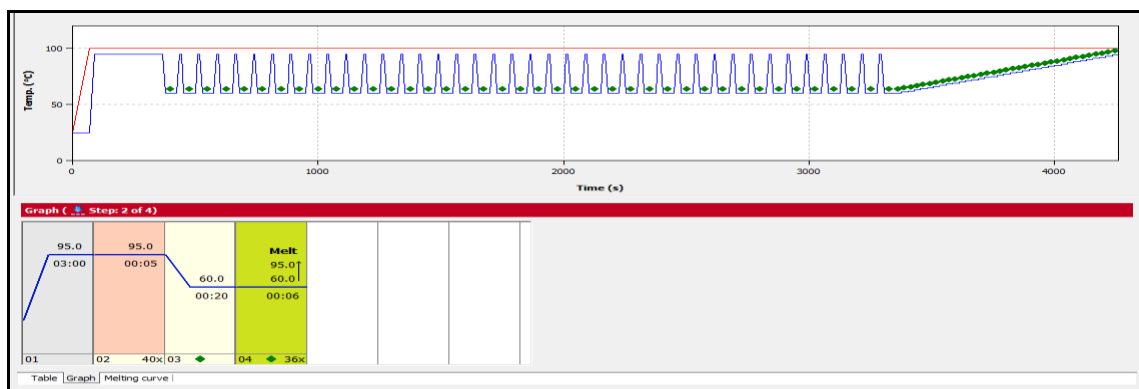 Temp. (°C)
100
50
0
0 1000 2000 3000 4000
Time (s)
Graph ( Step: 2 of 4)
95.0 95.0 Melt
03:00 00:05 95.0↑
60.0 60.0
00:20 00:06
01 02 40x 03 04 36x
Table Graph Melting curve